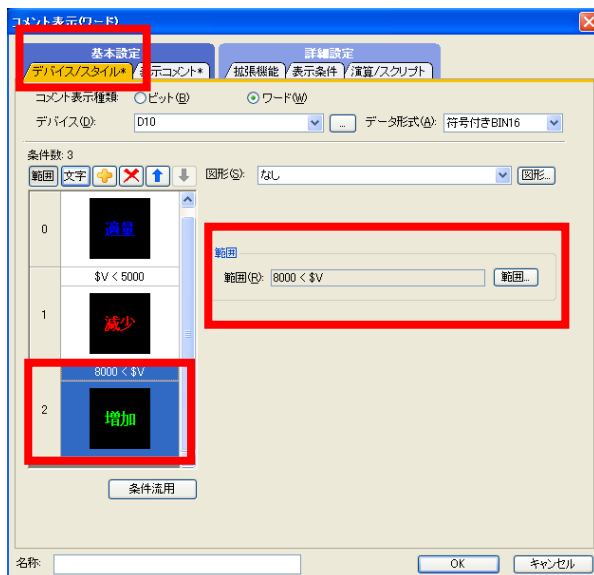 コメント表示(ワード)
基本設定 詳細設定
デバイス/スタイル* 表示コメント* 拡張機能 表示条件 演算/スクリプト
コメント表示種類: ビット(B) ワード(W)
デバイス(D): D10 ... データ形式(A): 符号付きBIN16
条件数: 3
範囲 文字 図形(S): なし 図形...
0 適量
範囲
$V < 5000 範囲(R): 8000 < $V 範囲...
1 減少
8000 < $V
2 増加
条件流用
名称: OK キャンセル